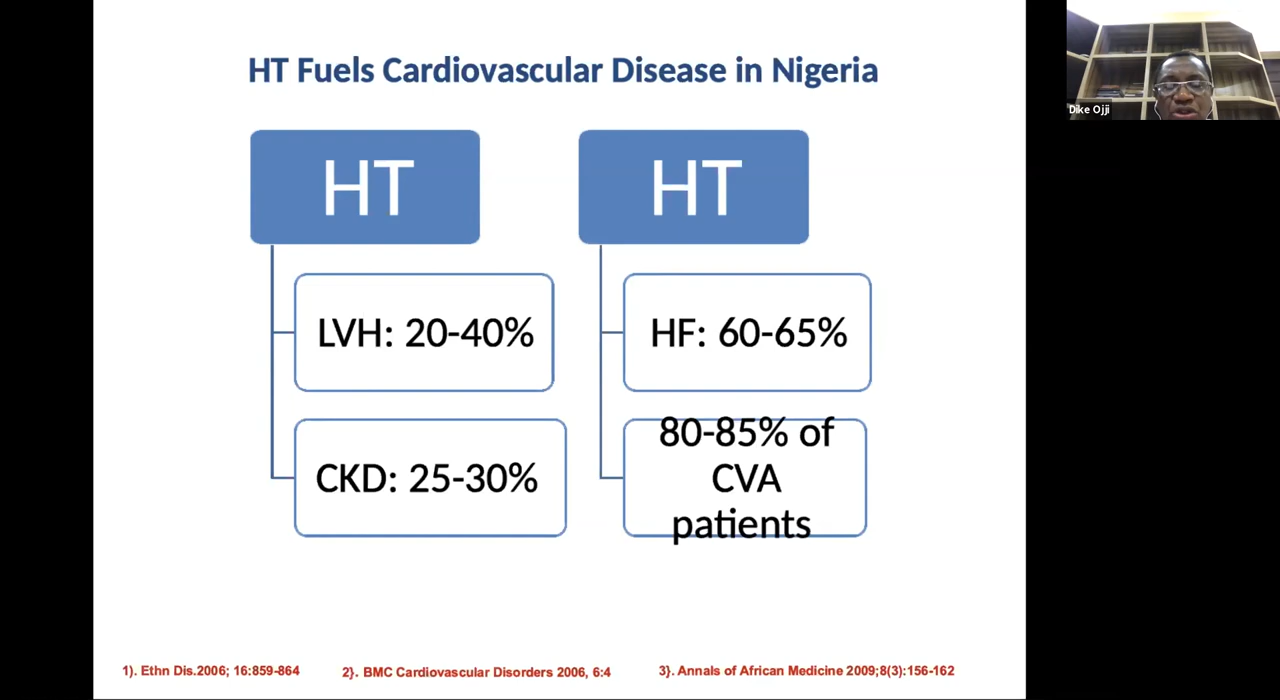 HT Fuels Cardiovascular Disease in Nigeria
Dike Ojji
HT
LVH: 20-40%
CKD: 25-30%
HT
HF: 60-65%
80-85% of
CVA
patients
1). Ethn Dis.2006; 16:859-864
2}. BMC Cardiovascular Disorders 2006, 6:4
3}. Annals of African Medicine 2009;8(3):156-162